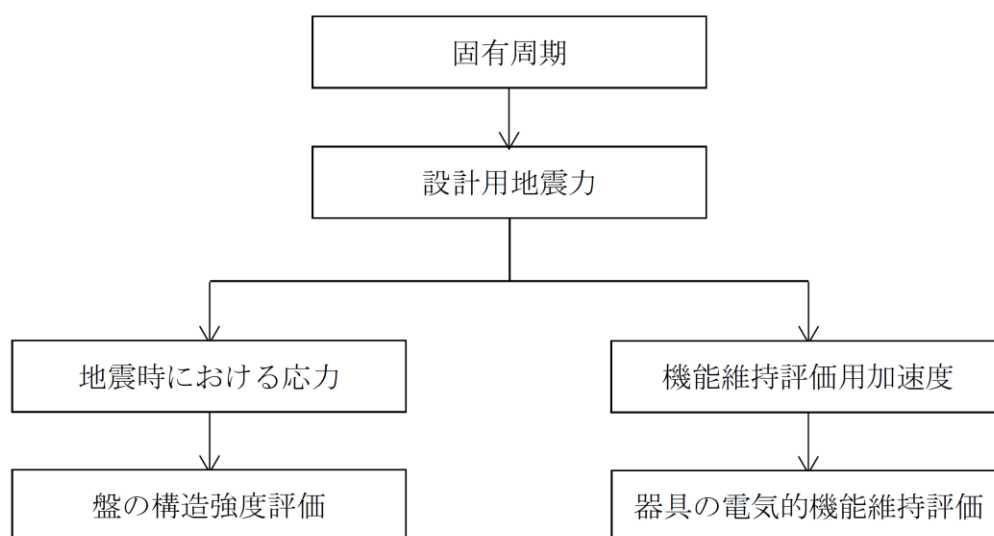 固有周期
設計用地震力
地震時における応力
機能維持評価用加速度
盤の構造強度評価
器具の電気的機能維持評価